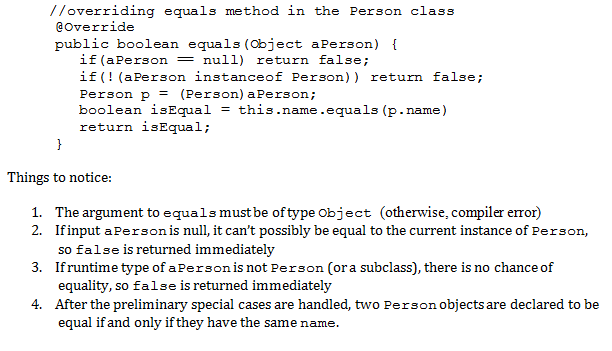 //overriding equals method in the Person class
@Override
public boolean equals(Object aPerson) {
if(aPerson == null) return false;
if(!(aPerson instanceof Person)) return false;
Person p = (Person)aPerson;
boolean isEqual = this.name.equals(p.name)
return isEqual;
}
Things to notice:
1. The argument to equals must be of type Object (otherwise, compiler error)
2. If input aPerson is null, it can't possibly be equal to the current instance of Person,
so false is returned immediately
3. If runtime type of aPerson is not Person (or a subclass), there is no chance of
equality, so false is returned immediately
4. After the preliminary special cases are handled, two Person objects are declared to be
equal if and only if they have the same name.